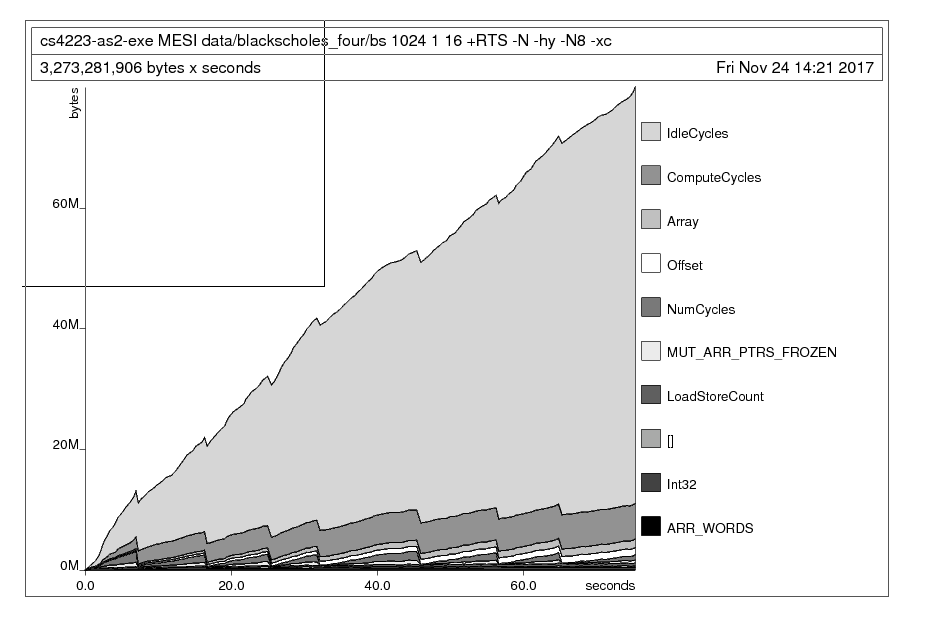 cs4223-as2-exe MESI data/blackscholes_four/bs 1024 1 16 +RTS -N -hy -N8 -xc
3,273,281,906 bytes x seconds
Fri Nov 24 14:21 2017
bytes
60M
40M
20M
0M
0.0
20.0
40.0
60.0
seconds
IdleCycles
ComputeCycles
Array
Offset
NumCycles
MUT_ARR_PTRS_FROZEN
LoadStoreCount
[]
Int32
ARR_WORDS